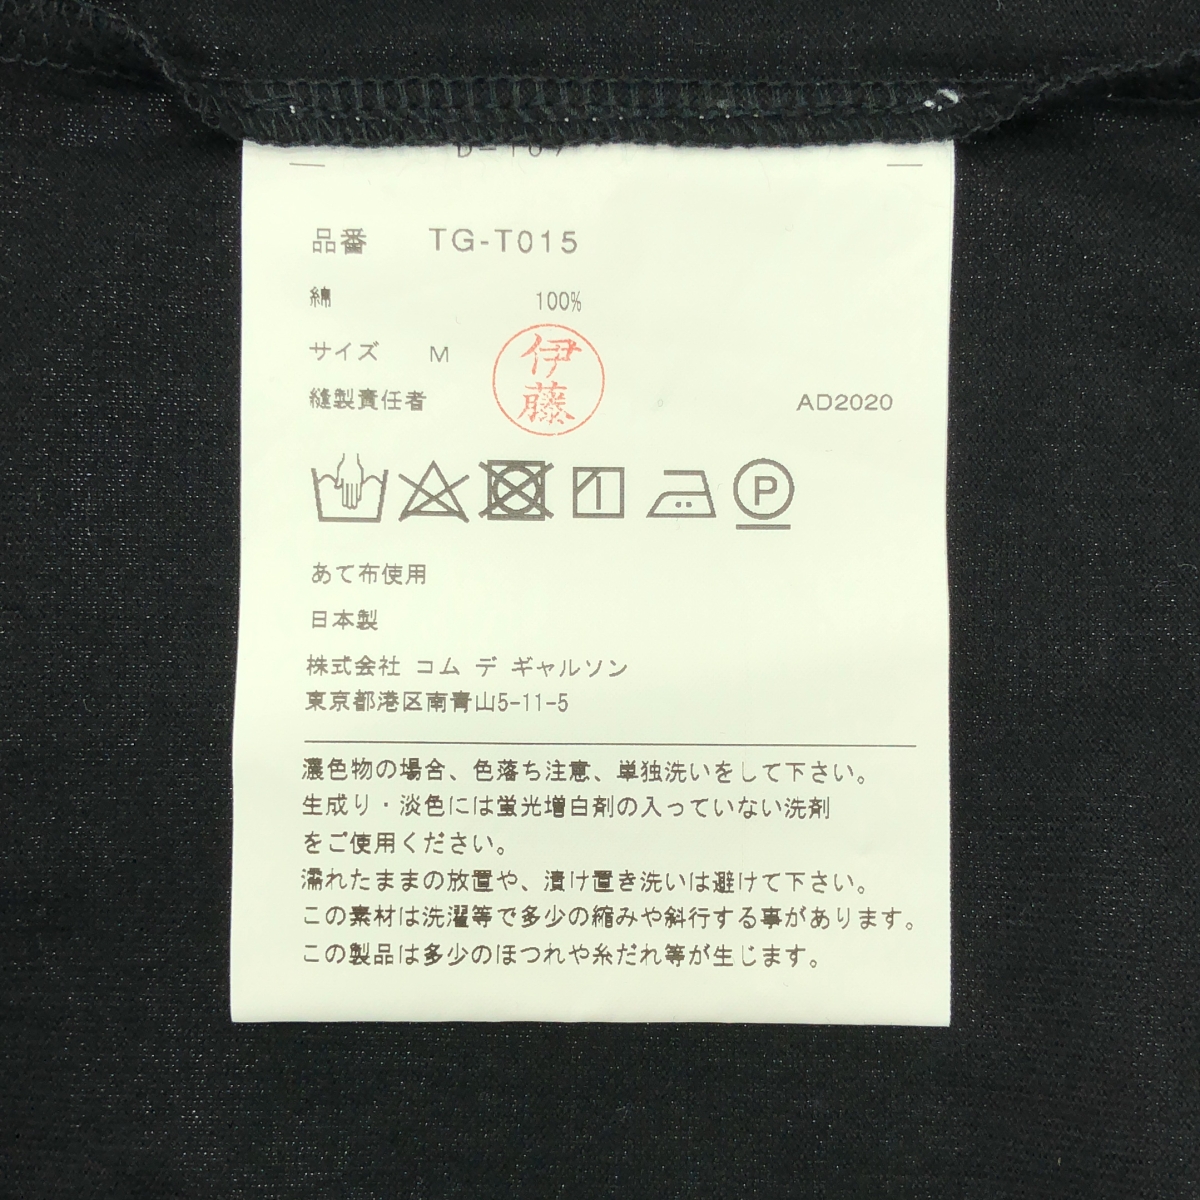 品番 TG-T015
綿 100%
サイズ M
伊藤
縫製責任者 AD2020
P
あて布使用
日本製
株式会社 コム デ ギャルソン
東京都港区南青山5-11-5
濃色物の場合、色落ち注意、単独洗いをして下さい。
生成り・淡色には蛍光増白剤の入っていない洗剤
をご使用ください。
濡れたままの放置や、漬け置き洗いは避けて下さい。
この素材は洗濯等で多少の縮みや斜行する事があります。
この製品は多少のほつれや糸だれ等が生じます。